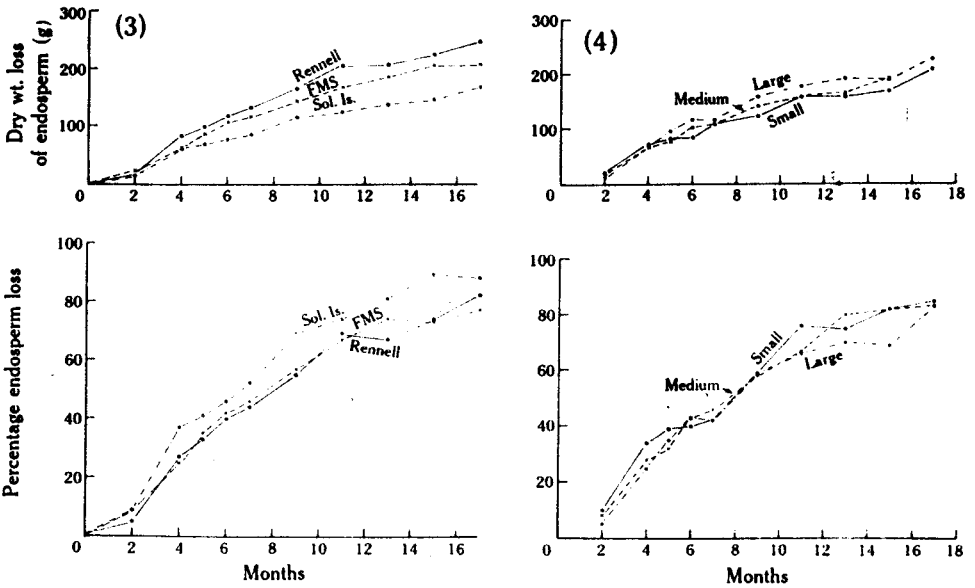 (3)
Dry wt. loss
of endosperm (g)
300
200
100
0
Rennell
FMS
Sol. Is.
2 4 6 8 10 12 14 16
(4)
300
200
100
0
Large
Medium
Small
2 4 6 8 10 12 14 16 18
Percentage endosperm loss
100
80
60
40
20
0
Sol. Is.
FMS
Rennell
2 4 6 8 10 12 14 16
Months
100
80
60
40
20
0
Small
Medium
Large
2 4 6 8 10 12 14 16 18
Months